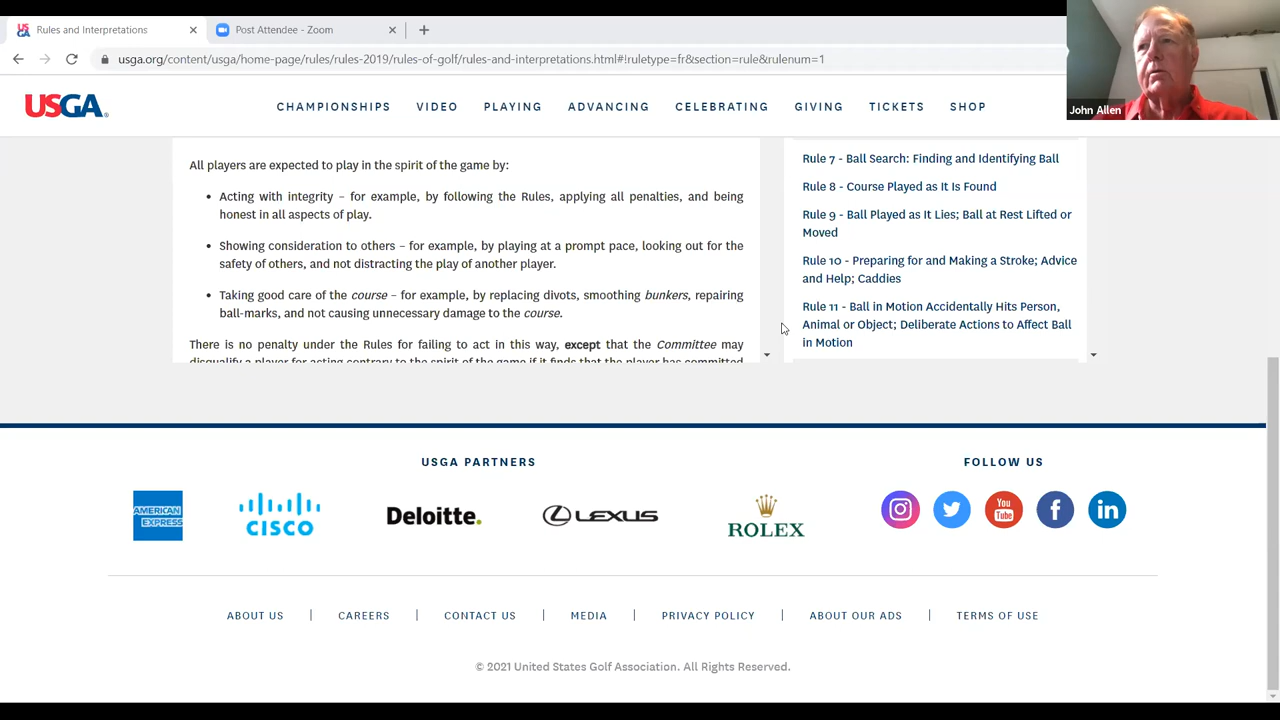 Rules and Interpretations
Post Attendee - Zoom
usga.org/content/usga/home-page/rules/rules-2019/rules-of-golf/rules-and-interpretations.html#!ruletype=fr&section=rule&rulenum=1
John Allen
USGA
CHAMPIONSHIPS VIDEO PLAYING ADVANCING CELEBRATING GIVING TICKETS SHOP
All players are expected to play in the spirit of the game by:
• Acting with integrity – for example, by following the Rules, applying all penalties, and being
honest in all aspects of play.
• Showing consideration to others – for example, by playing at a prompt pace, looking out for the
safety of others, and not distracting the play of another player.
• Taking good care of the course – for example, by replacing divots, smoothing bunkers, repairing
ball-marks, and not causing unnecessary damage to the course.
There is no penalty under the Rules for failing to act in this way, except that the Committee may
disqualify a player for acting contrary to the spirit of the game if it finds that the player has committed
Rule 7 - Ball Search: Finding and Identifying Ball
Rule 8 - Course Played as It Is Found
Rule 9 - Ball Played as It Lies; Ball at Rest Lifted or
Moved
Rule 10 - Preparing for and Making a Stroke; Advice
and Help; Caddies
Rule 11 - Ball in Motion Accidentally Hits Person,
Animal or Object; Deliberate Actions to Affect Ball
in Motion
USGA PARTNERS
FOLLOW US
AMERICAN
EXPRESS
CISCO
Deloitte.
LEXUS
ROLEX
You
Tube
f
in
ABOUT US | CAREERS | CONTACT US | MEDIA | PRIVACY POLICY | ABOUT OUR ADS | TERMS OF USE
© 2021 United States Golf Association. All Rights Reserved.